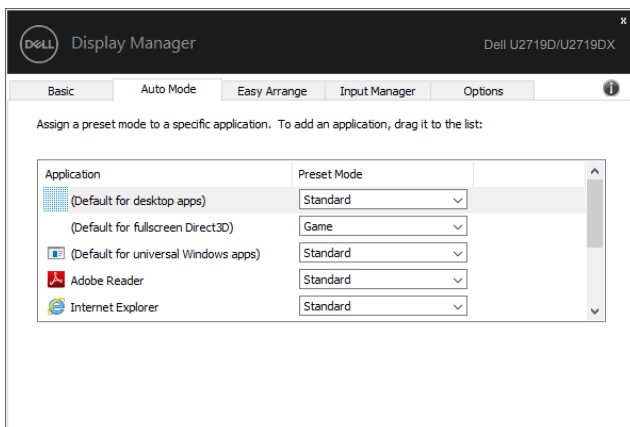 x
DELL Display Manager Dell U2719D/U2719DX
Basic Auto Mode Easy Arrange Input Manager Options i
Assign a preset mode to a specific application. To add an application, drag it to the list:
Application Preset Mode
(Default for desktop apps) Standard
(Default for fullscreen Direct3D) Game
(Default for universal Windows apps) Standard
Adobe Reader Standard
Internet Explorer Standard